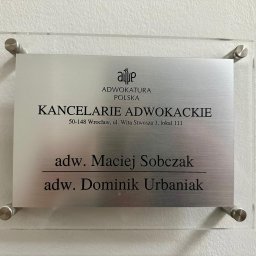 ADWOKATURA
POLSKA
KANCELARIE ADWOKACKIE
50-148 Wrocław, ul. Wita Stwosza 3, lokal 111
adw. Maciej Sobczak
adw. Dominik Urbaniak